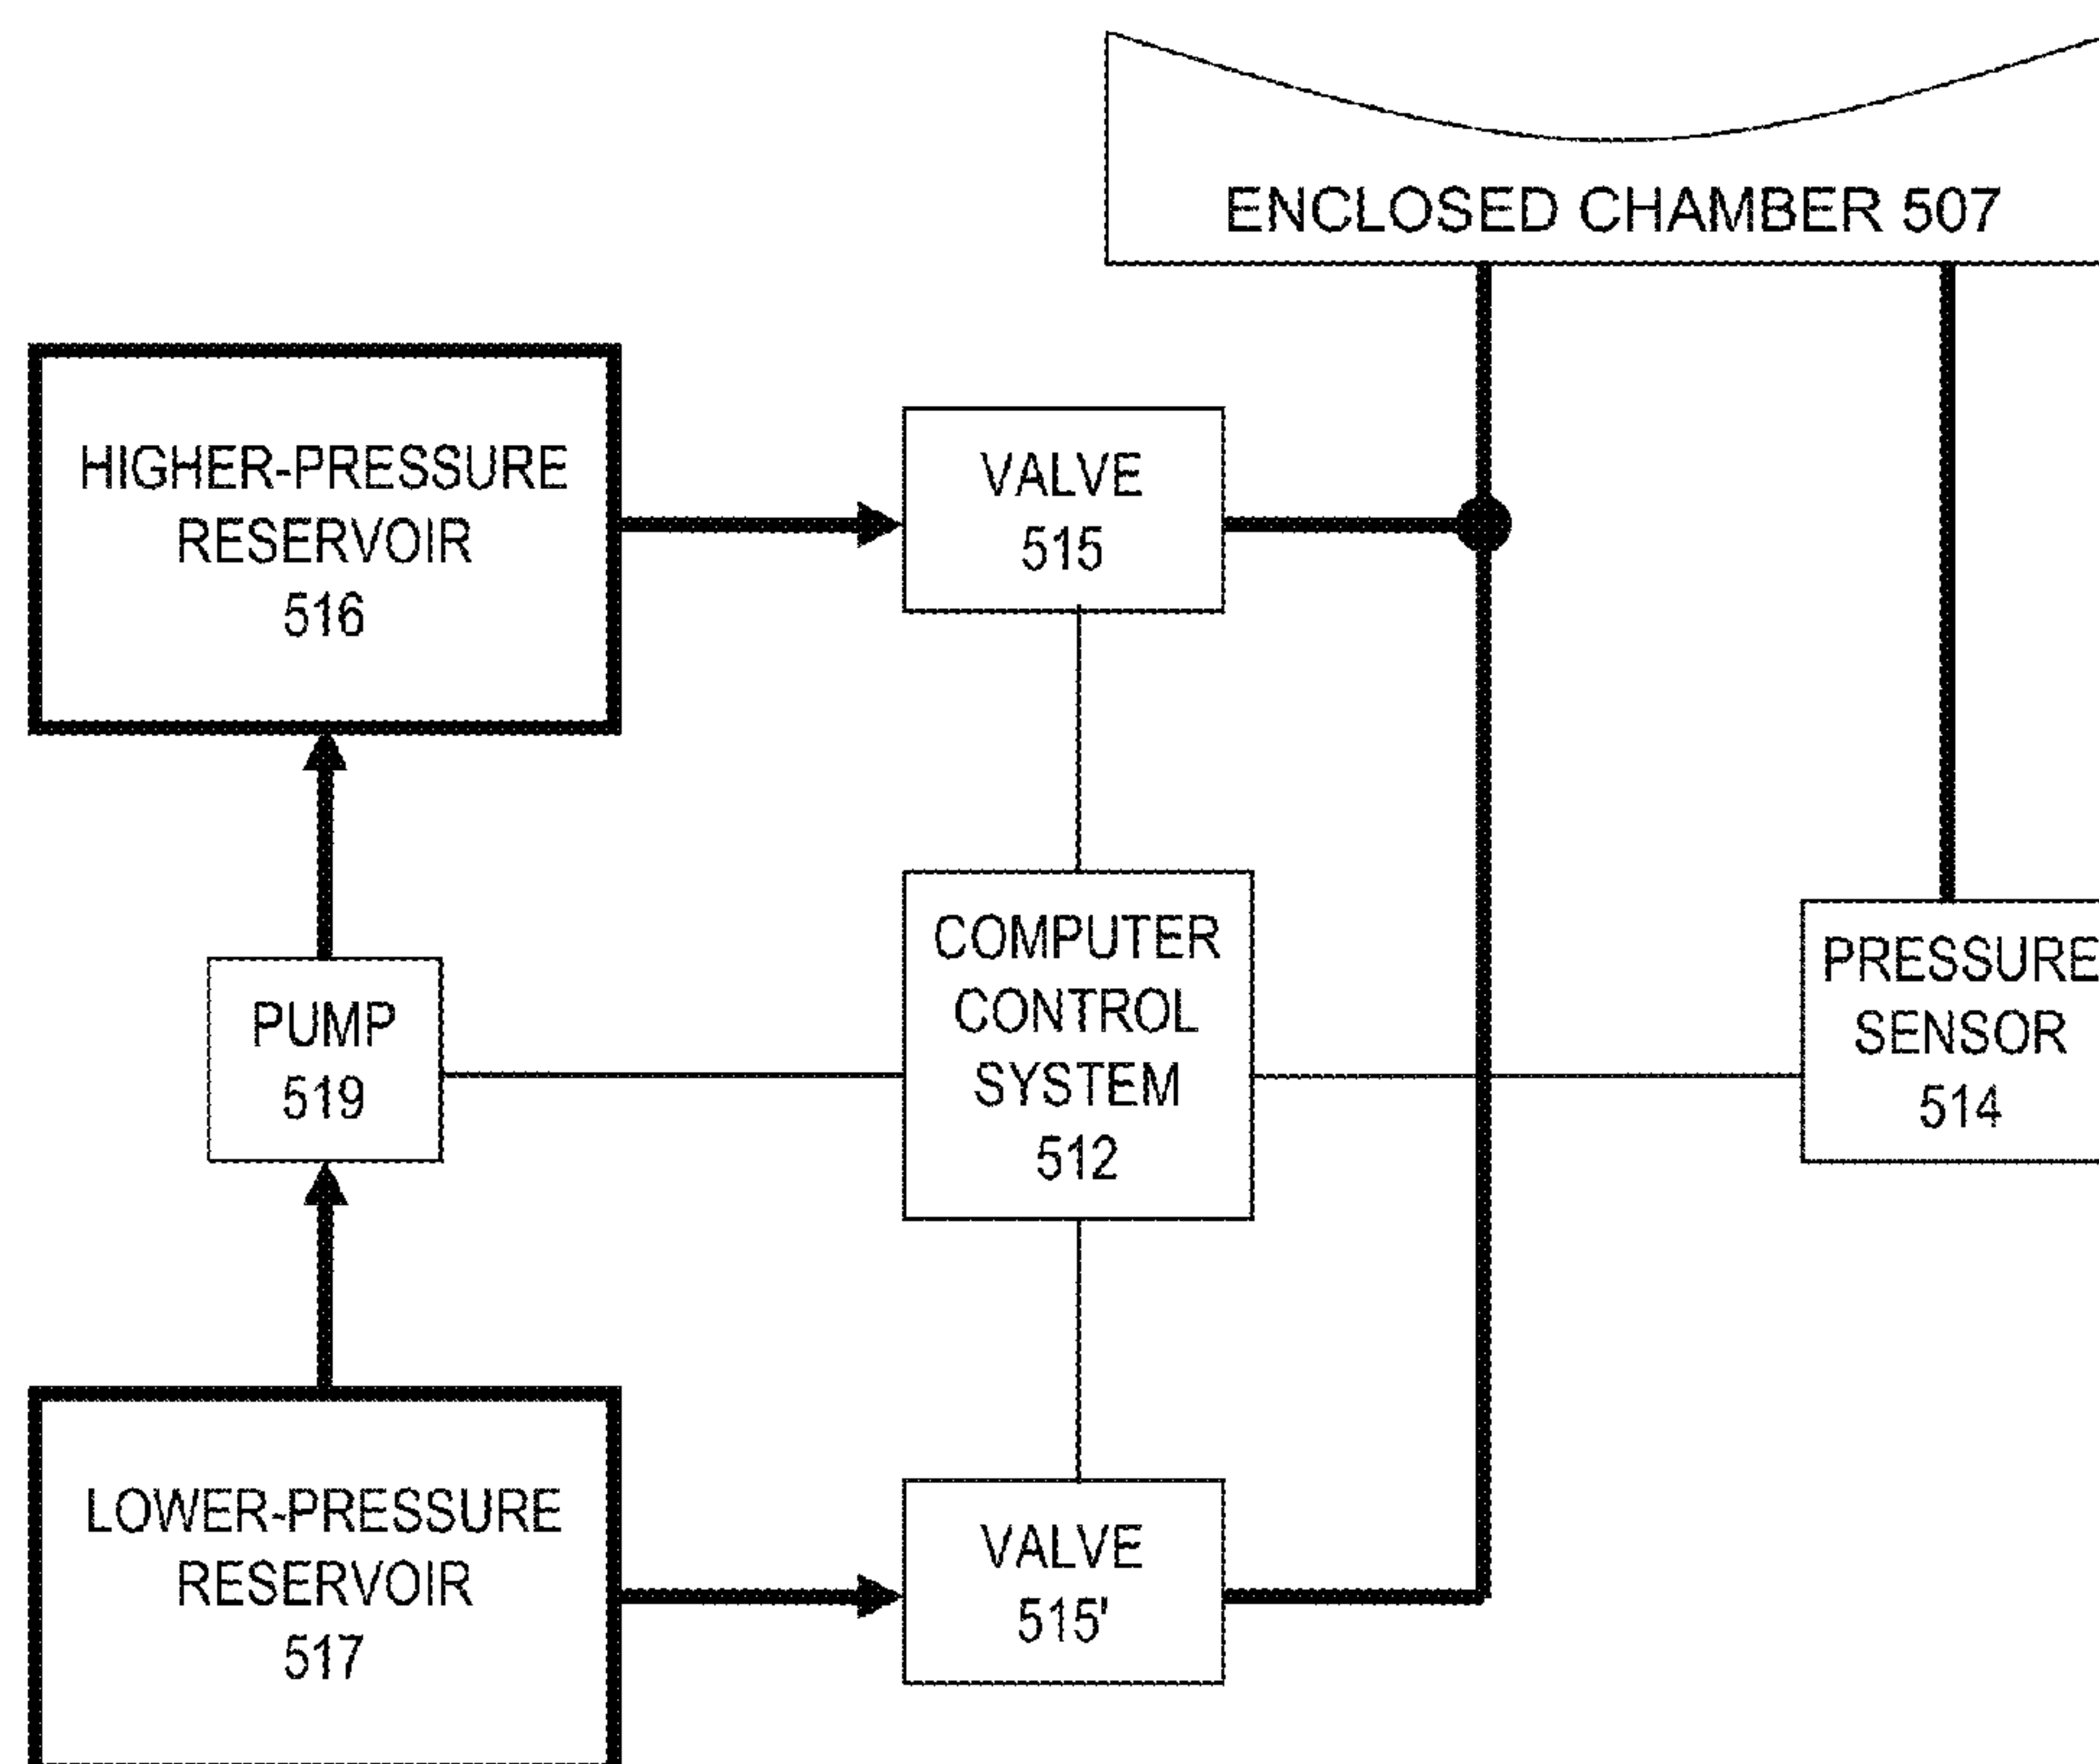 ENCLOSED CHAMBER 507
HIGHER-PRESSURE
RESERVOIR
516
VALVE
515
COMPUTER
CONTROL
SYSTEM
512
PRESSURE
SENSOR
514
PUMP
519
LOWER-PRESSURE
RESERVOIR
517
VALVE
515'